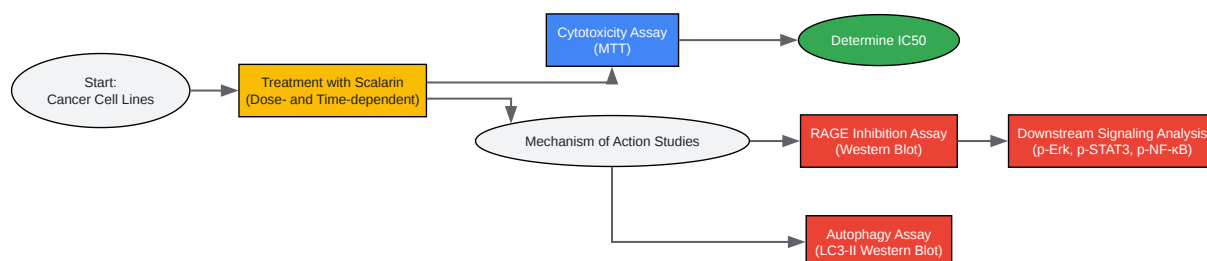 Start:
Cancer Cell Lines
Treatment with Scalarin
(Dose- and Time-dependent)
Cytotoxicity Assay
(MTT)
Determine IC50
Mechanism of Action Studies
RAGE Inhibition Assay
(Western Blot)
Downstream Signaling Analysis
(p-Erk, p-STAT3, p-NF-κB)
Autophagy Assay
(LC3-II Western Blot)